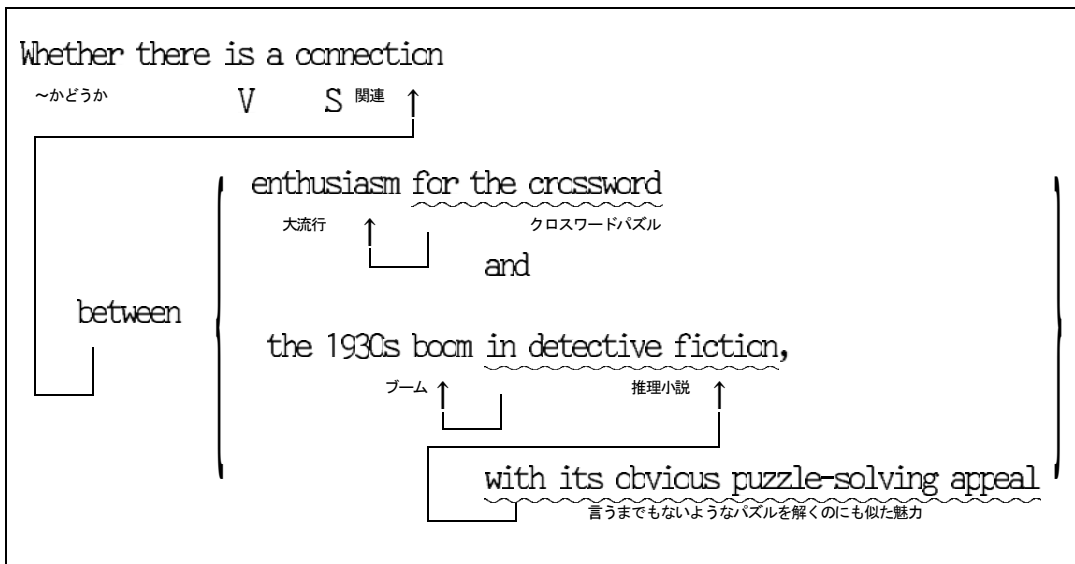 Whether there is a connection
～かどうか V S 関連 ↑
enthusiasm for the crossword
大流行 ↑ クロスワードパズル
and
between
the 1930s boom in detective fiction,
ブーム ↑ 推理小説 ↑
with its obvious puzzle-solving appeal
言うまでもないようなパズルを解くのにも似た魅力